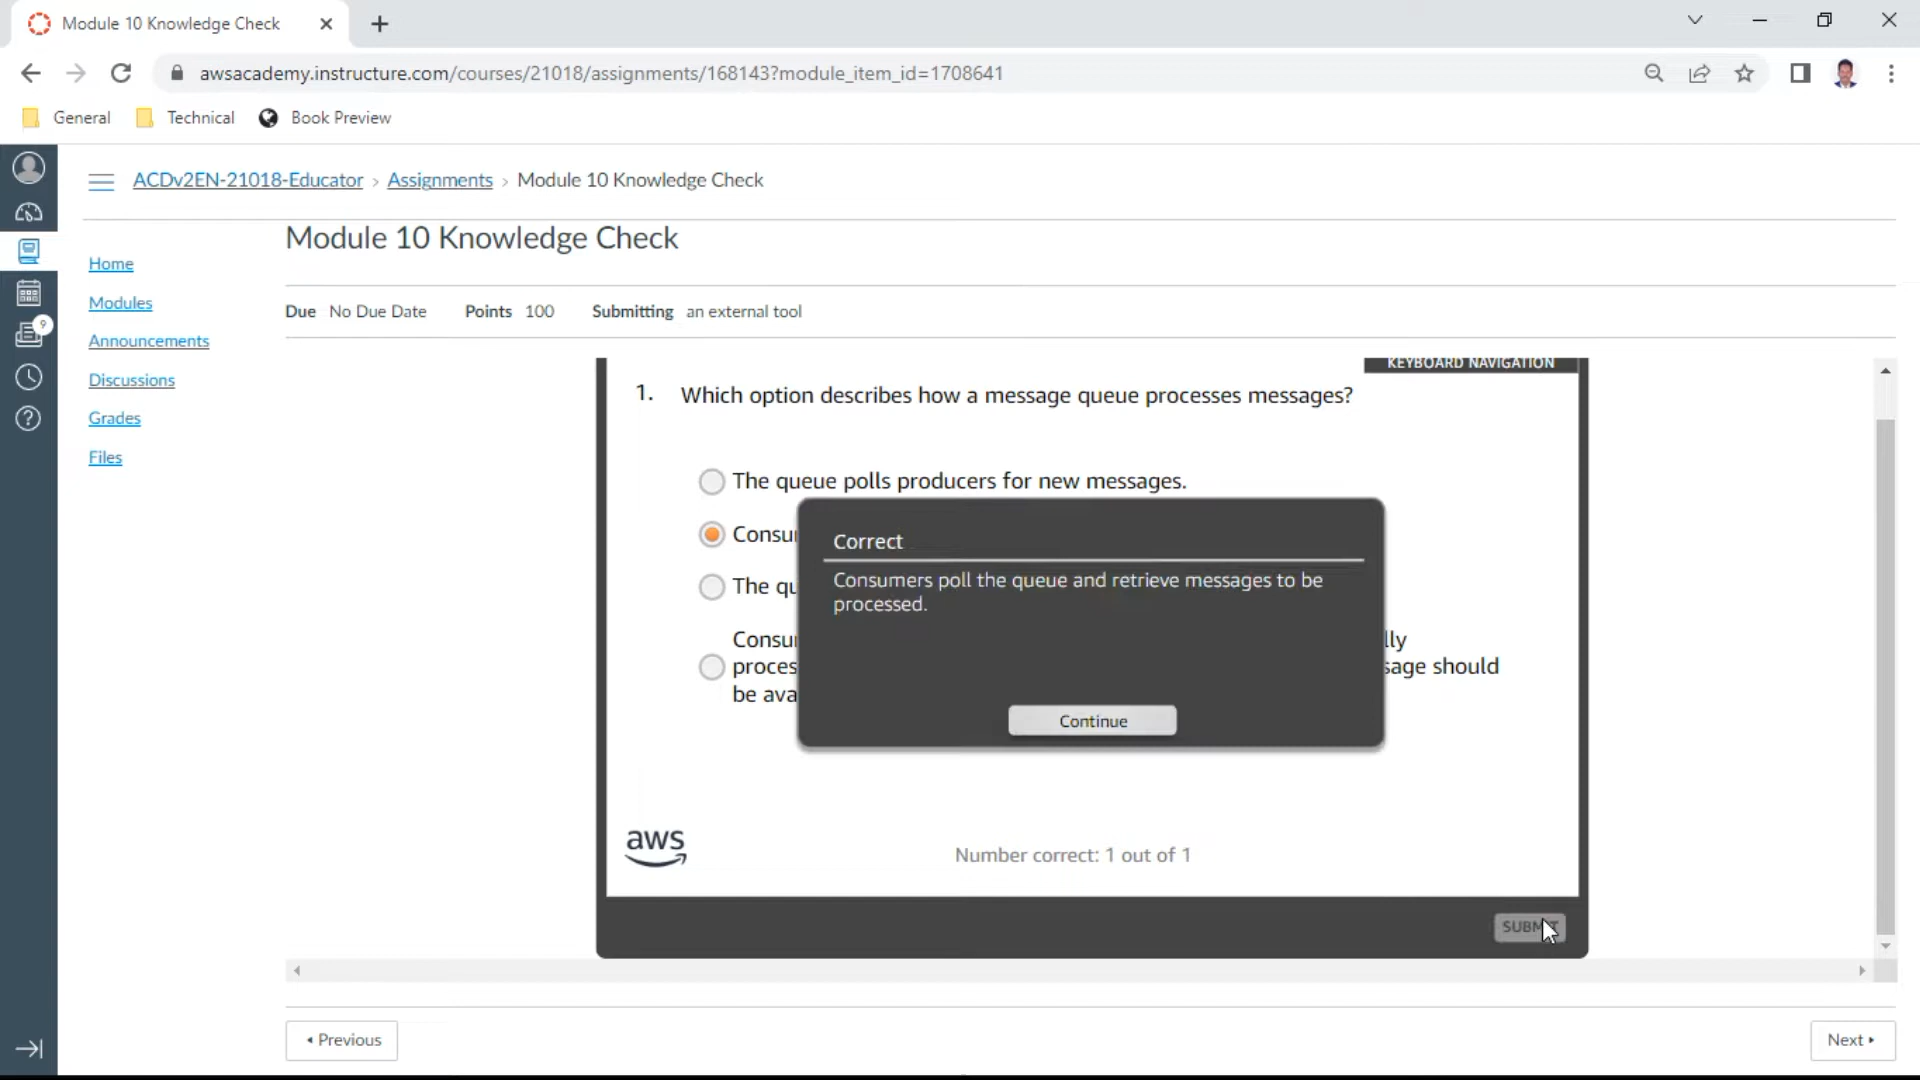 Module 10 Knowledge Check
awsacademy.instructure.com/courses/21018/assignments/168143?module_item_id=1708641
General Technical Book Preview
ACDv2EN-21018-Educator > Assignments > Module 10 Knowledge Check
Module 10 Knowledge Check
Home
Modules
Announcements
Discussions
Grades
Files
9
Due No Due Date Points 100 Submitting an external tool
KEYBOARD NAVIGATION
1. Which option describes how a message queue processes messages?
The queue polls producers for new messages.
Consu
The qu
Consu lly
proces sage should
be ava
Correct
Consumers poll the queue and retrieve messages to be
processed.
Continue
aws
Number correct: 1 out of 1
SUBMIT
Previous
Next